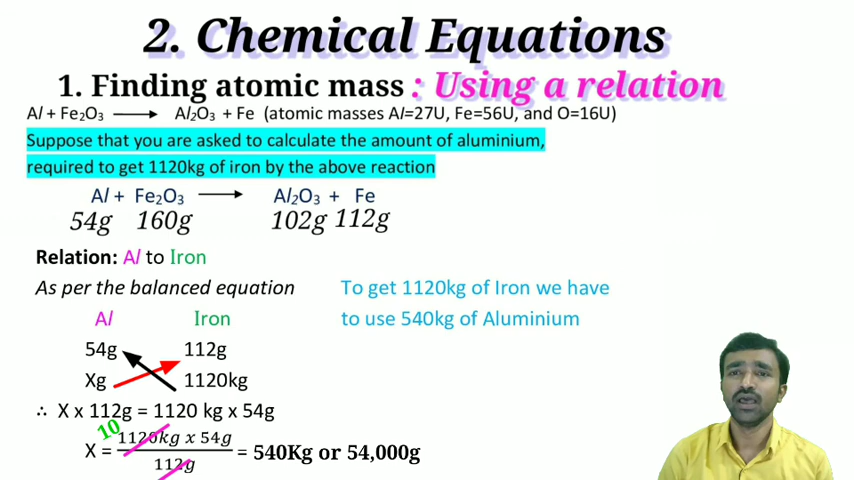 2. Chemical Equations
1. Finding atomic mass : Using a relation
Al + Fe₂O₃ ⟶ Al₂O₃ + Fe (atomic masses Al=27U, Fe=56U, and O=16U)
Suppose that you are asked to calculate the amount of aluminium,
required to get 1120kg of iron by the above reaction
Al + Fe₂O₃ ⟶ Al₂O₃ + Fe
54g 160g 102g 112g
Relation: Al to Iron
As per the balanced equation
To get 1120kg of Iron we have
to use 540kg of Aluminium
Al Iron
54g 112g
Xg 1120kg
∴ X x 112g = 1120 kg x 54g
10
X = 1120kg x 54g / 112g = 540Kg or 54,000g